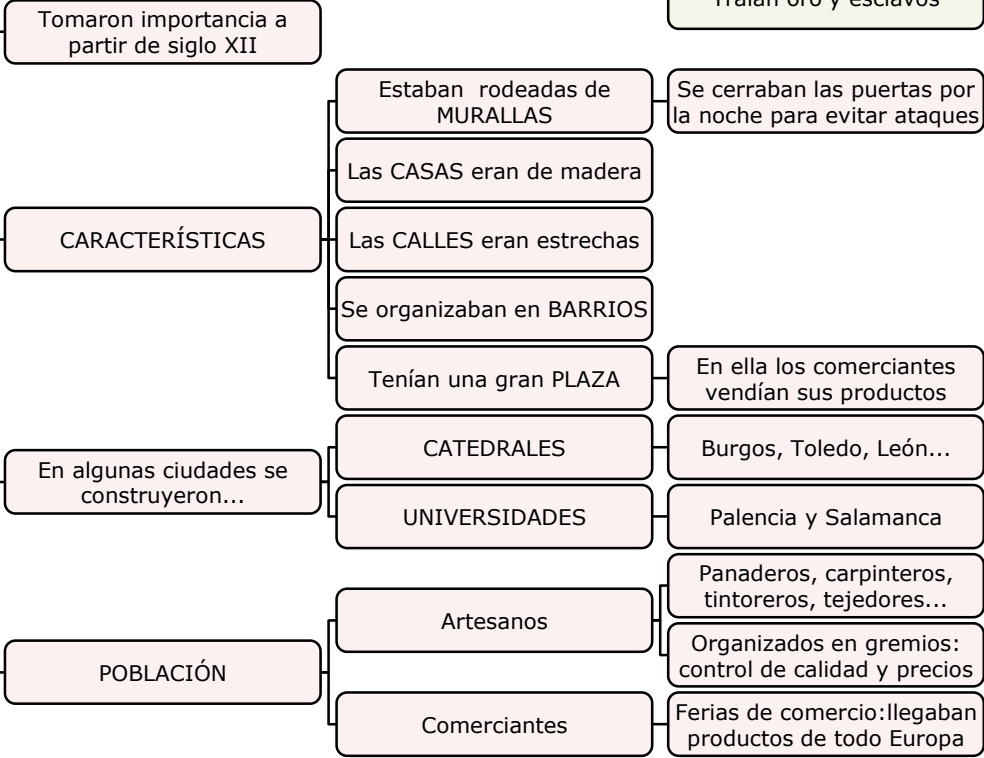 Traían oro y esclavos
Tomaron importancia a
partir de siglo XII
CARACTERÍSTICAS
Estaban rodeadas de
MURALLAS
Se cerraban las puertas por
la noche para evitar ataques
Las CASAS eran de madera
Las CALLES eran estrechas
Se organizaban en BARRIOS
Tenían una gran PLAZA
En ella los comerciantes
vendían sus productos
En algunas ciudades se
construyeron...
CATEDRALES
Burgos, Toledo, León...
UNIVERSIDADES
Palencia y Salamanca
POBLACIÓN
Artesanos
Panaderos, carpinteros,
tintoreros, tejedores...
Organizados en gremios:
control de calidad y precios
Comerciantes
Ferias de comercio:llegaban
productos de todo Europa